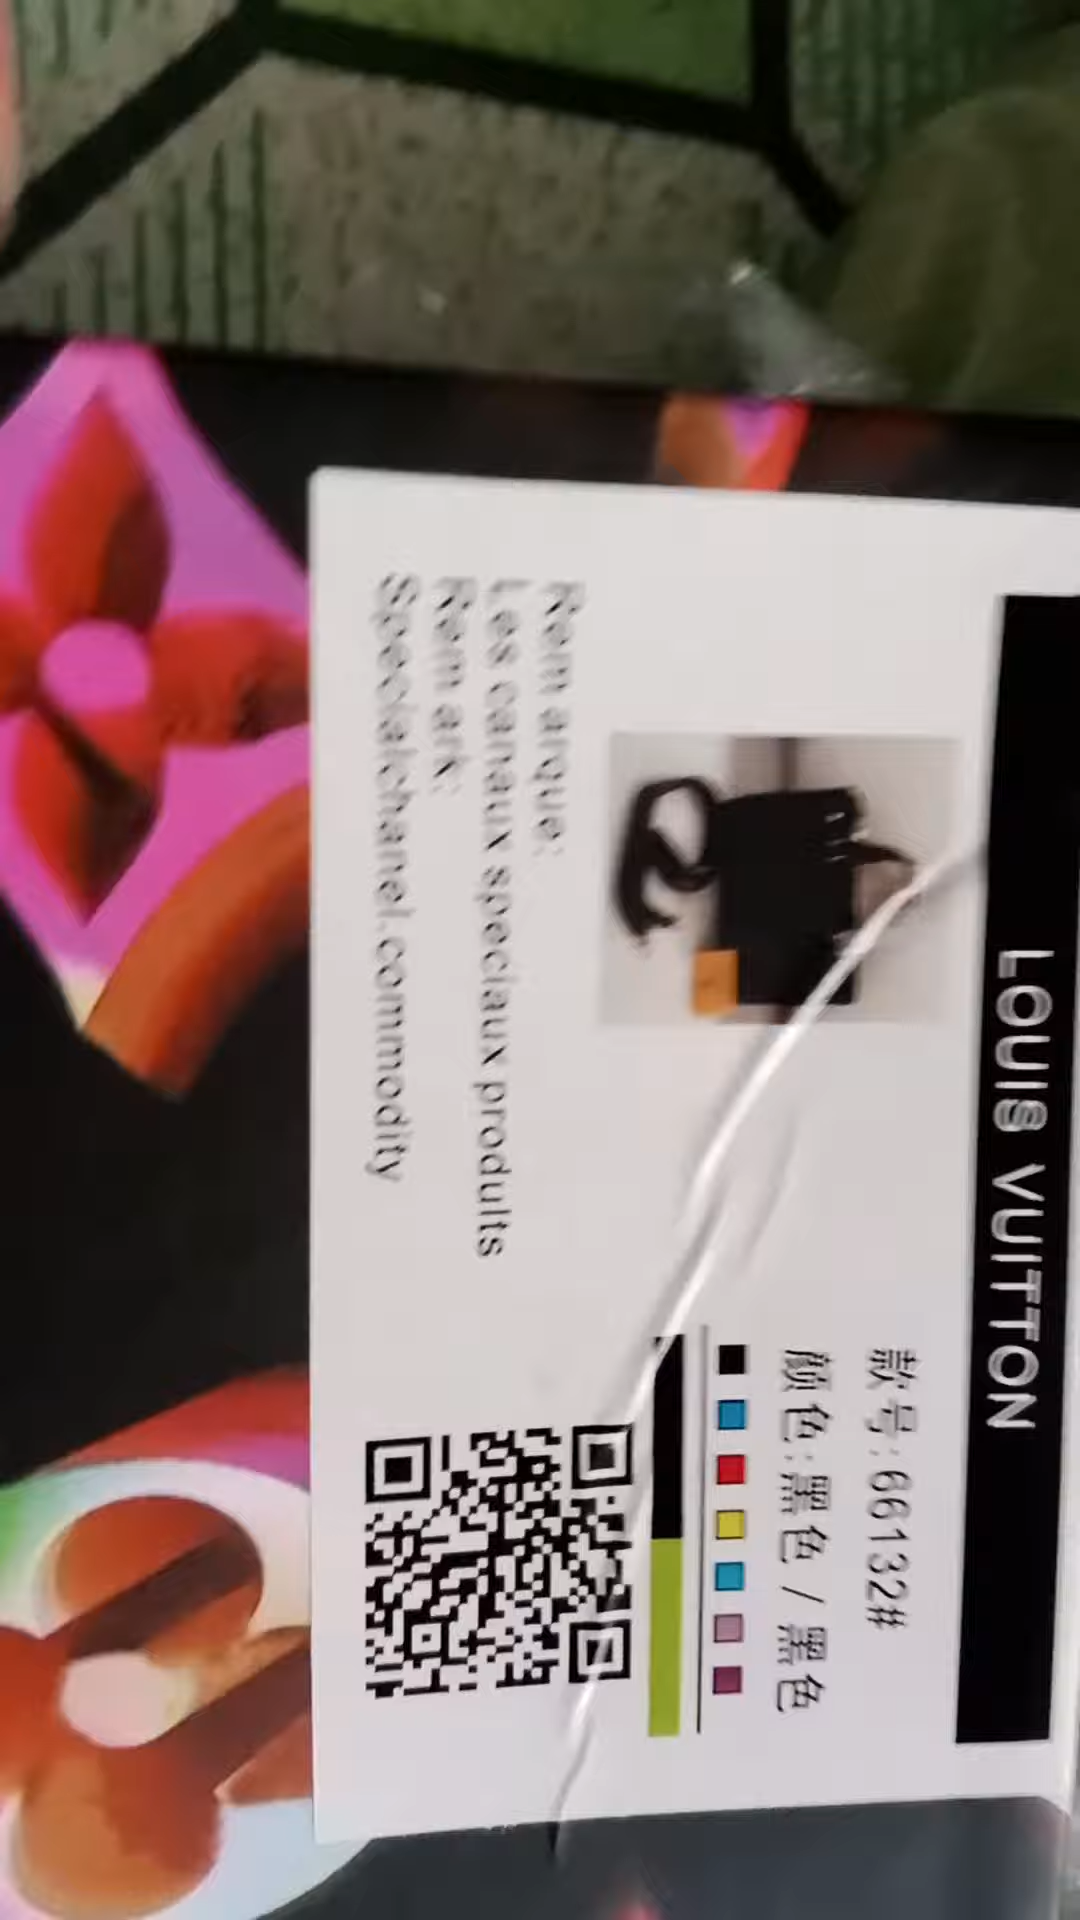 LOUIS VUITTON
款号:66132#
颜色:黑色 / 黑色
Rem arque:
Les canaux speciaux prodults
Rem ark:
Specialchanel.commodity